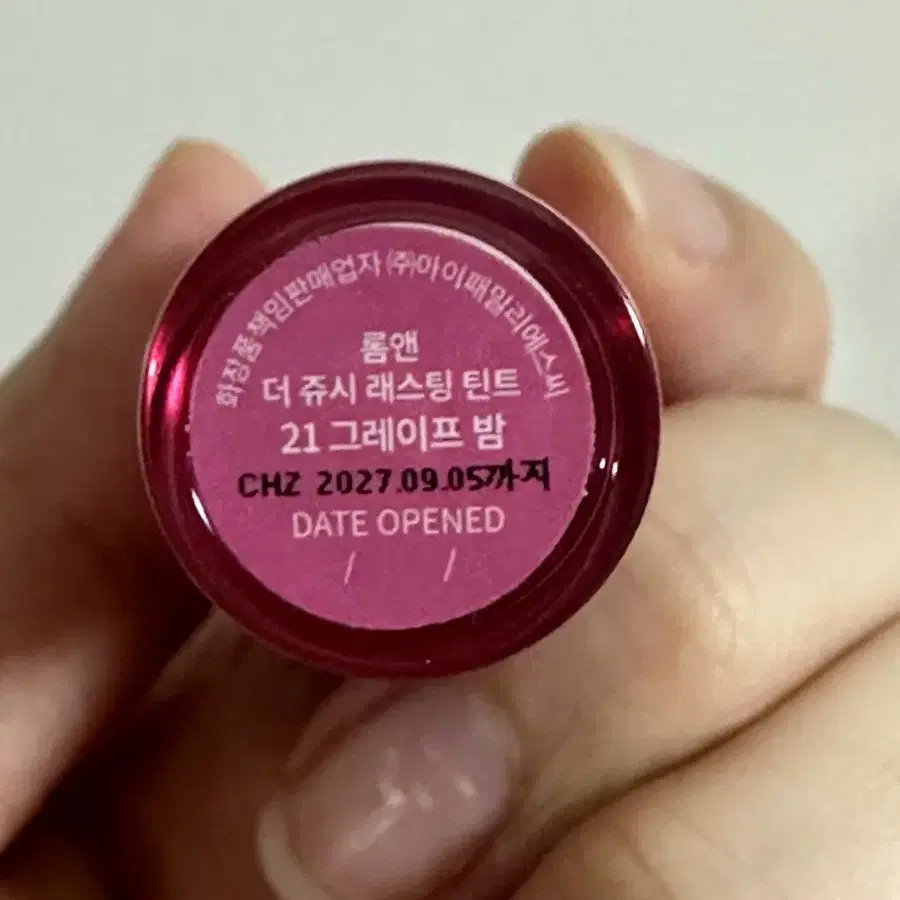 화장품책임판매업자 ㈜아이패밀리에스씨
롬앤
더 쥬시 래스팅 틴트
21 그레이프 밤
CHZ 2027.09.05까지
DATE OPENED
/ /